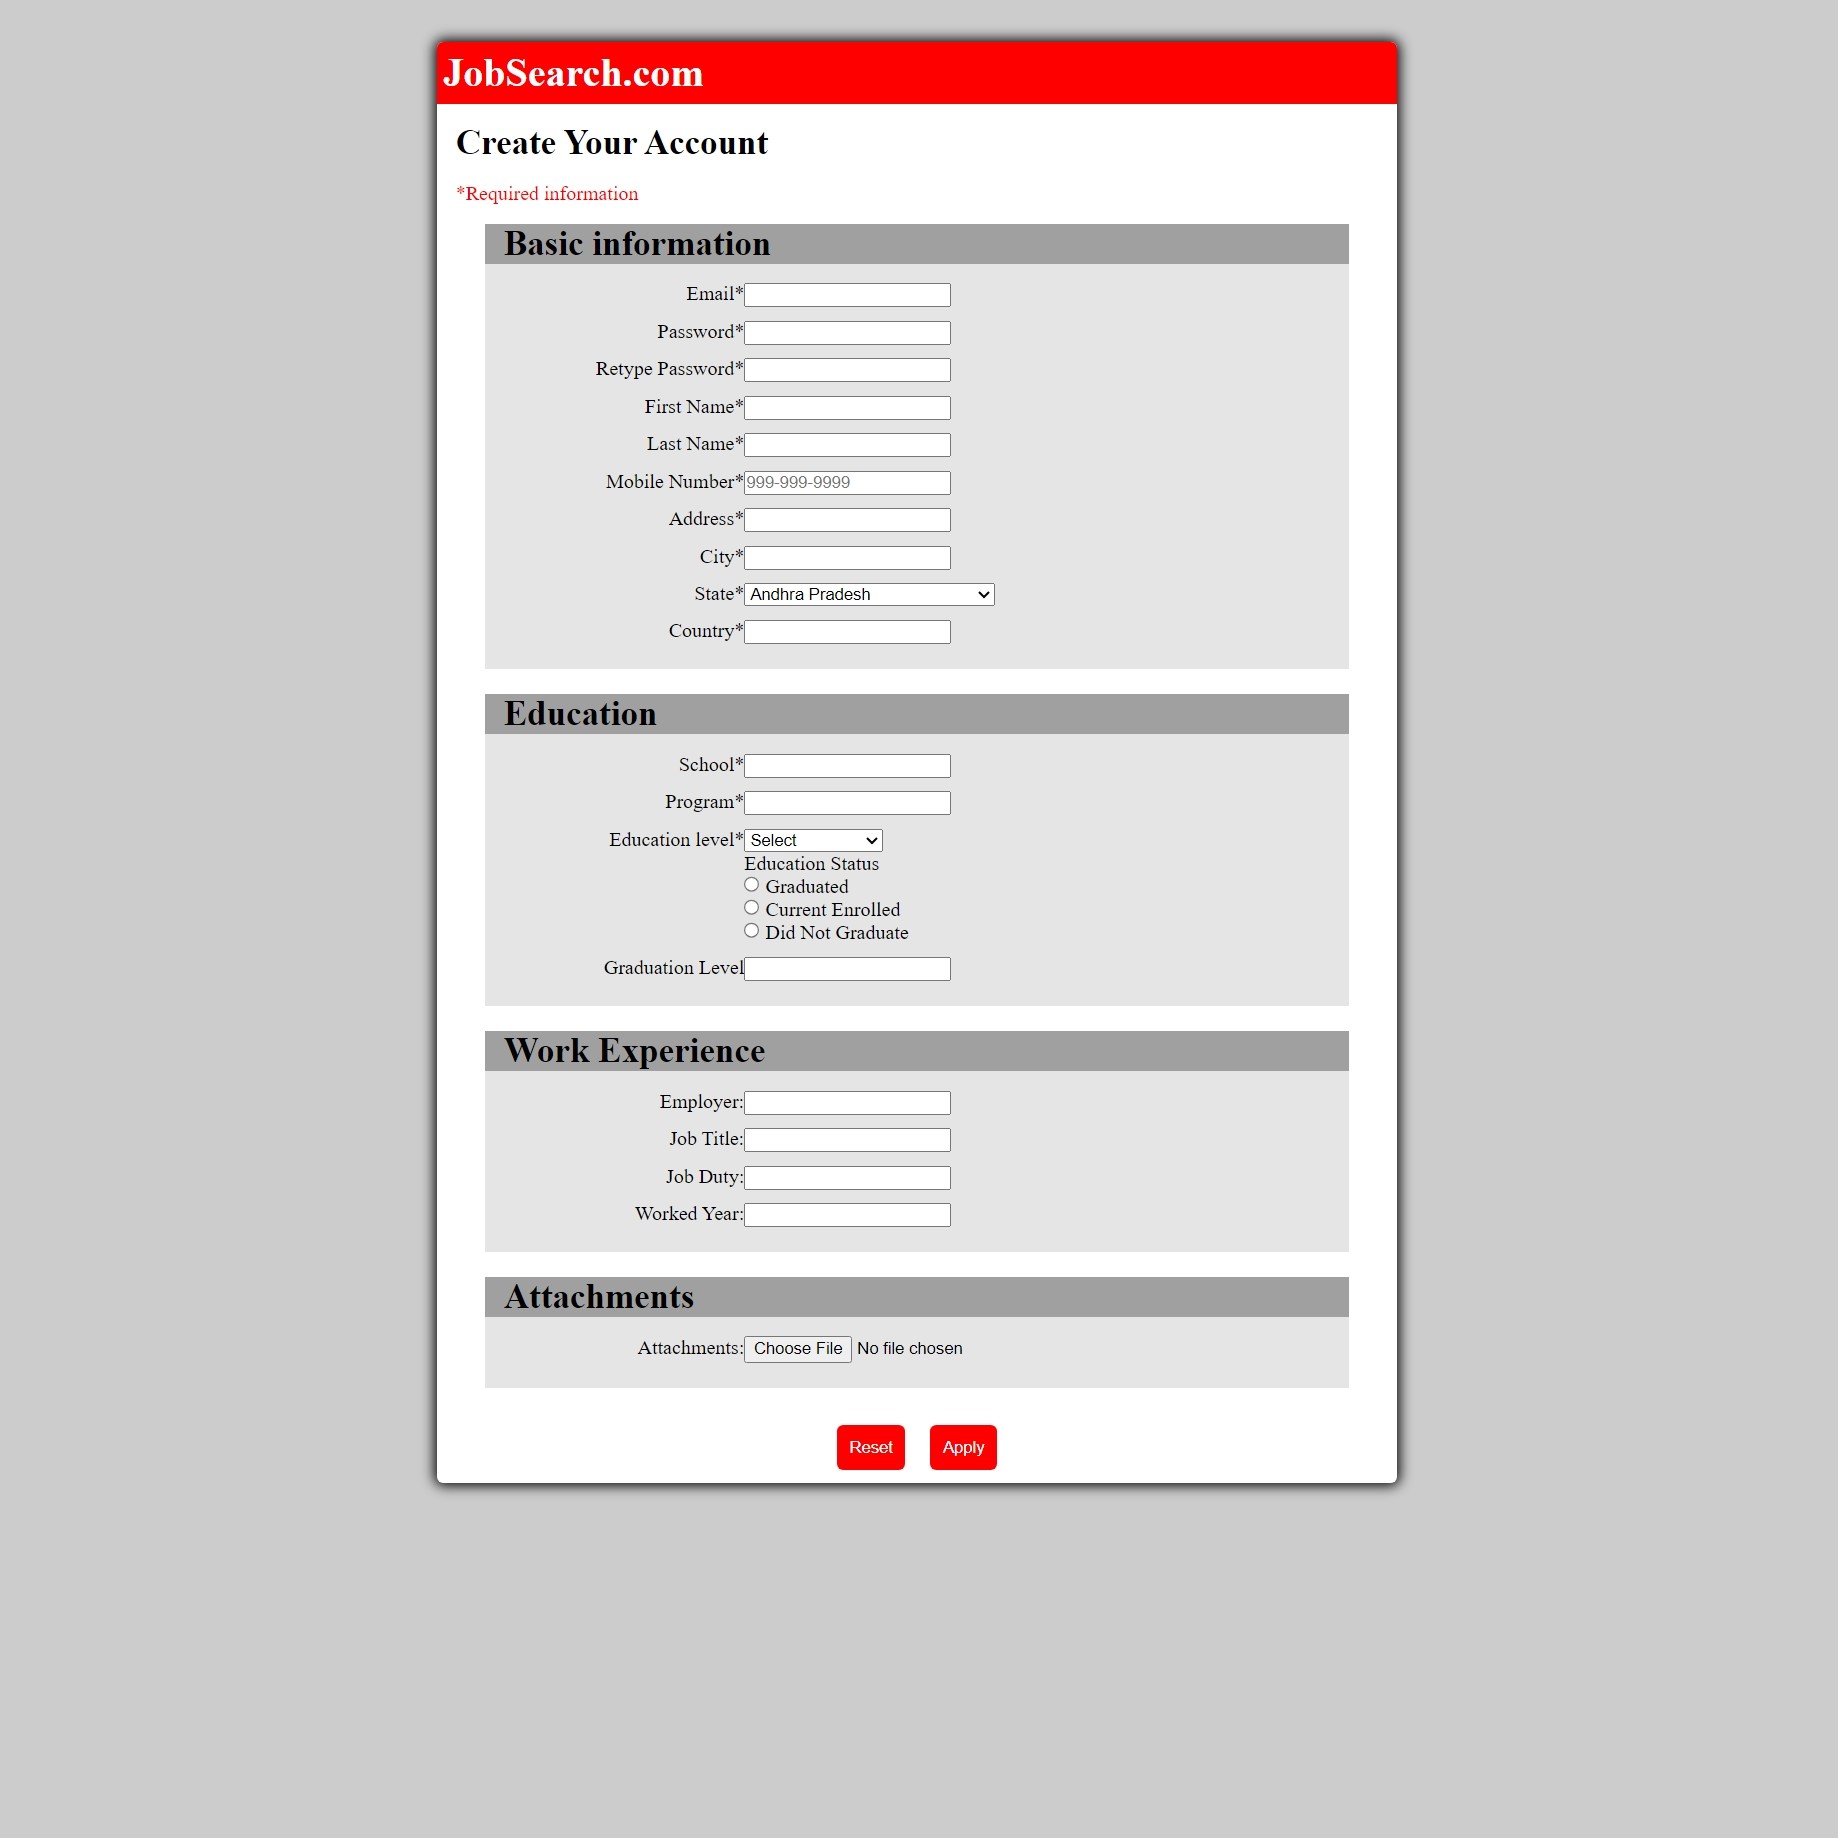 JobSearch.com
Create Your Account
*Required information
Basic information
Email*
Password*
Retype Password*
First Name*
Last Name*
Mobile Number* 999-999-9999
Address*
City*
State* Andhra Pradesh
Country*
Education
School*
Program*
Education level* Select
Education Status
Graduated
Current Enrolled
Did Not Graduate
Graduation Level
Work Experience
Employer:
Job Title:
Job Duty:
Worked Year:
Attachments
Attachments: Choose File No file chosen
Reset Apply